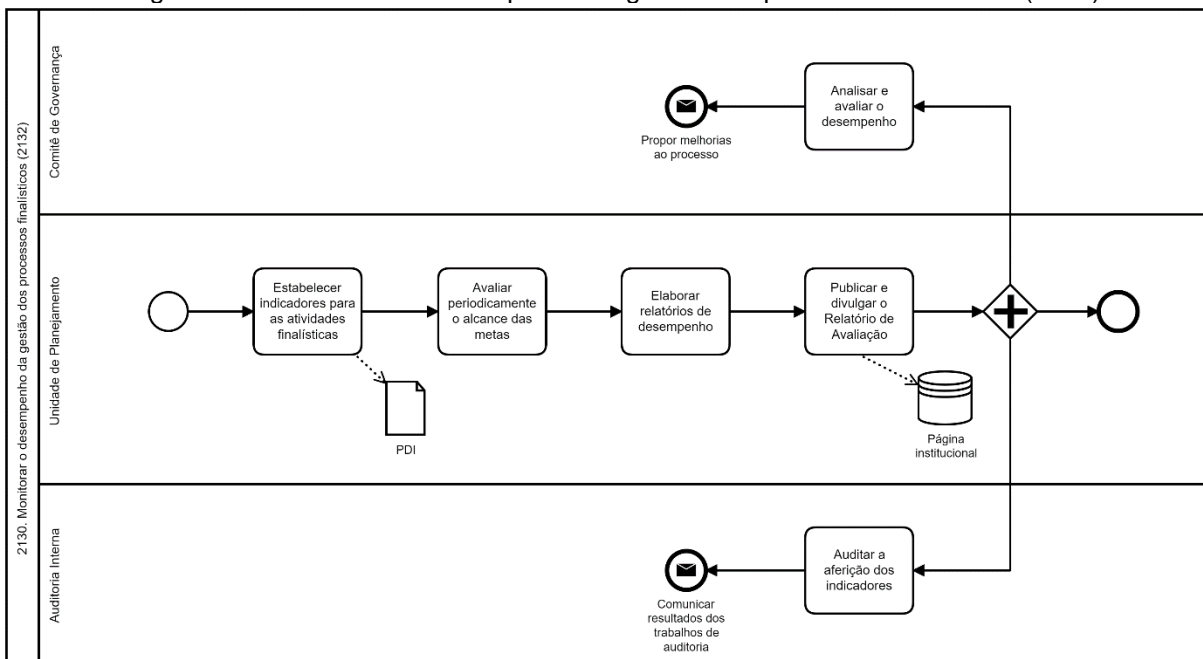 2130. Monitorar o desempenho da gestão dos processos finalísticos (2132)
Comitê de Governança
Analisar e
avaliar o
desempenho
Propor melhorias
ao processo
Unidade de Planejamento
Estabelecer
indicadores para
as atividades
finalísticas
Avaliar
periodicamente
o alcance das
metas
Elaborar
relatórios de
desempenho
Publicar e
divulgar o
Relatório de
Avaliação
PDI
Página
institucional
Auditoria Interna
Auditar a
aferição dos
indicadores
Comunicar
resultados dos
trabalhos de
auditoria